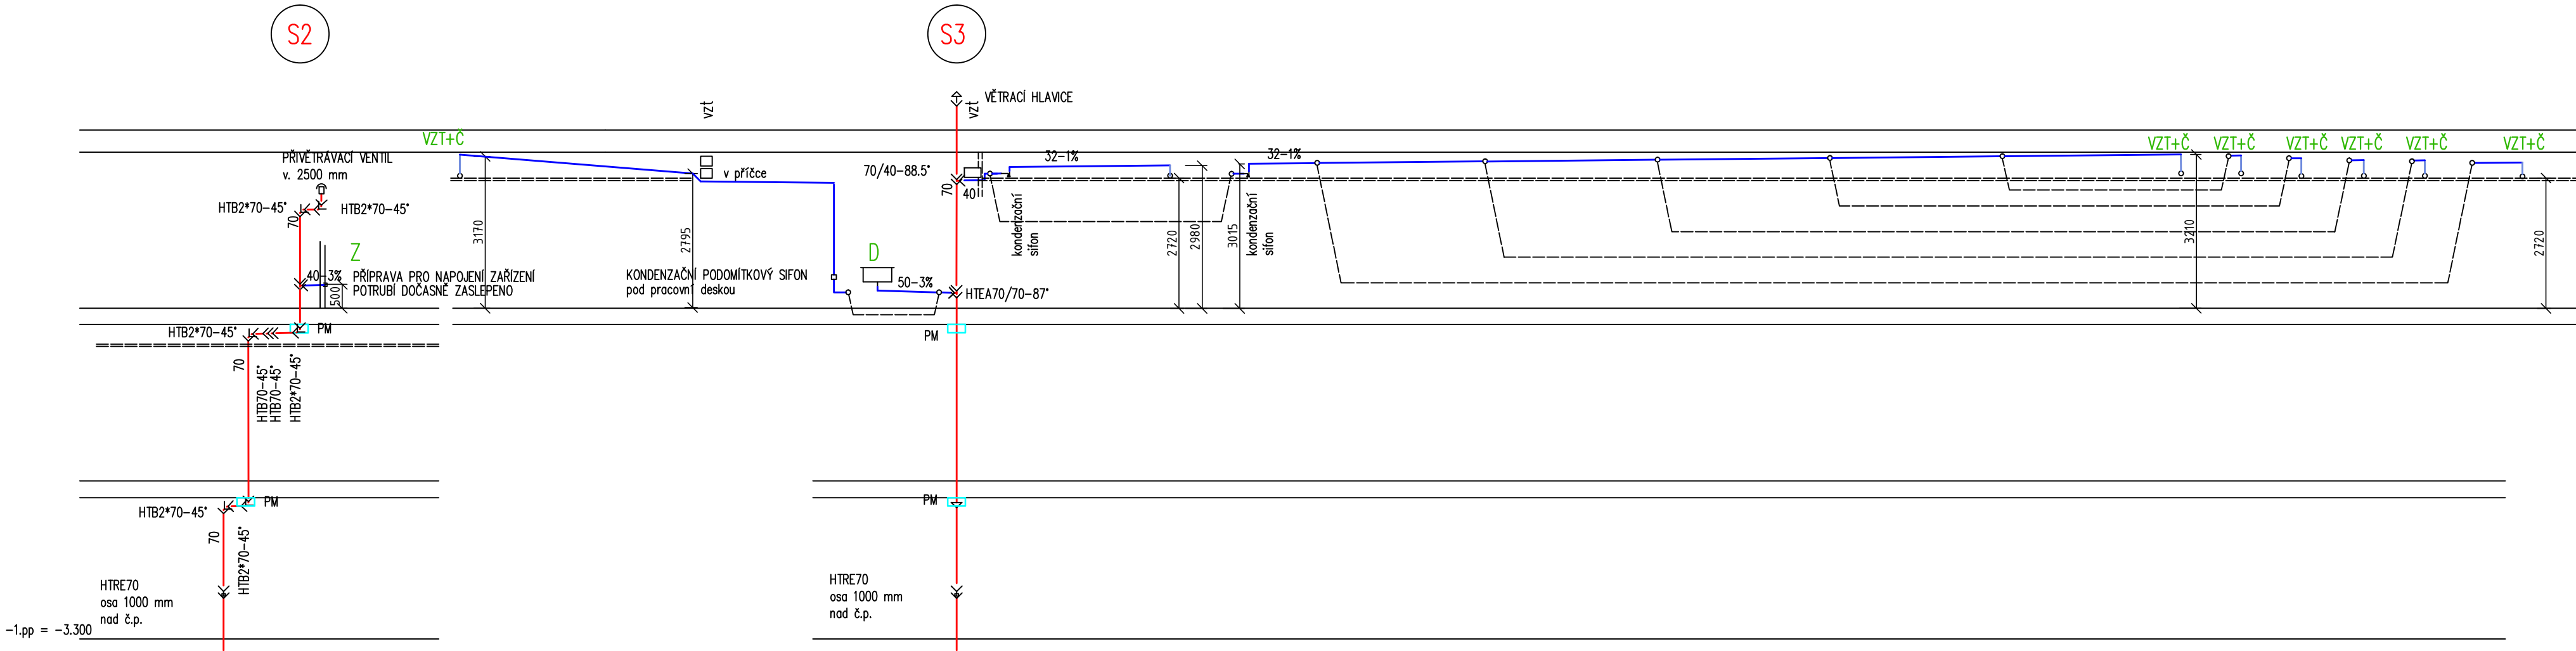 S2
S3
VĚTRACÍ HLAVICE
vzt
vzt
VZT+Č
VZT+Č
VZT+Č
VZT+Č
VZT+Č
VZT+Č
VZT+Č
PŘIVĚTRÁVACÍ VENTIL
v. 2500 mm
v příčce
70/40-88.5°
32-1%
32-1%
HTB2*70-45°
HTB2*70-45°
70
70
40
kondenzační
sifon
kondenzační
sifon
3170
2795
2720
2980
3015
3210
2720
Z
D
40-3%
PŘÍPRAVA PRO NAPOJENÍ ZAŘÍZENÍ
POTRUBÍ DOČASNĚ ZASLEPENO
500
KONDENZAČNÍ PODOMÍTKOVÝ SIFON
pod pracovní deskou
50-3%
HTEA70/70-87°
HTB2*70-45°
PM
PM
70
HTB70-45°
HTB70-45°
HTB2*70-45°
PM
PM
HTB2*70-45°
70
HTB2*70-45°
HTRE70
osa 1000 mm
nad č.p.
HTRE70
osa 1000 mm
nad č.p.
-1.pp = -3.300